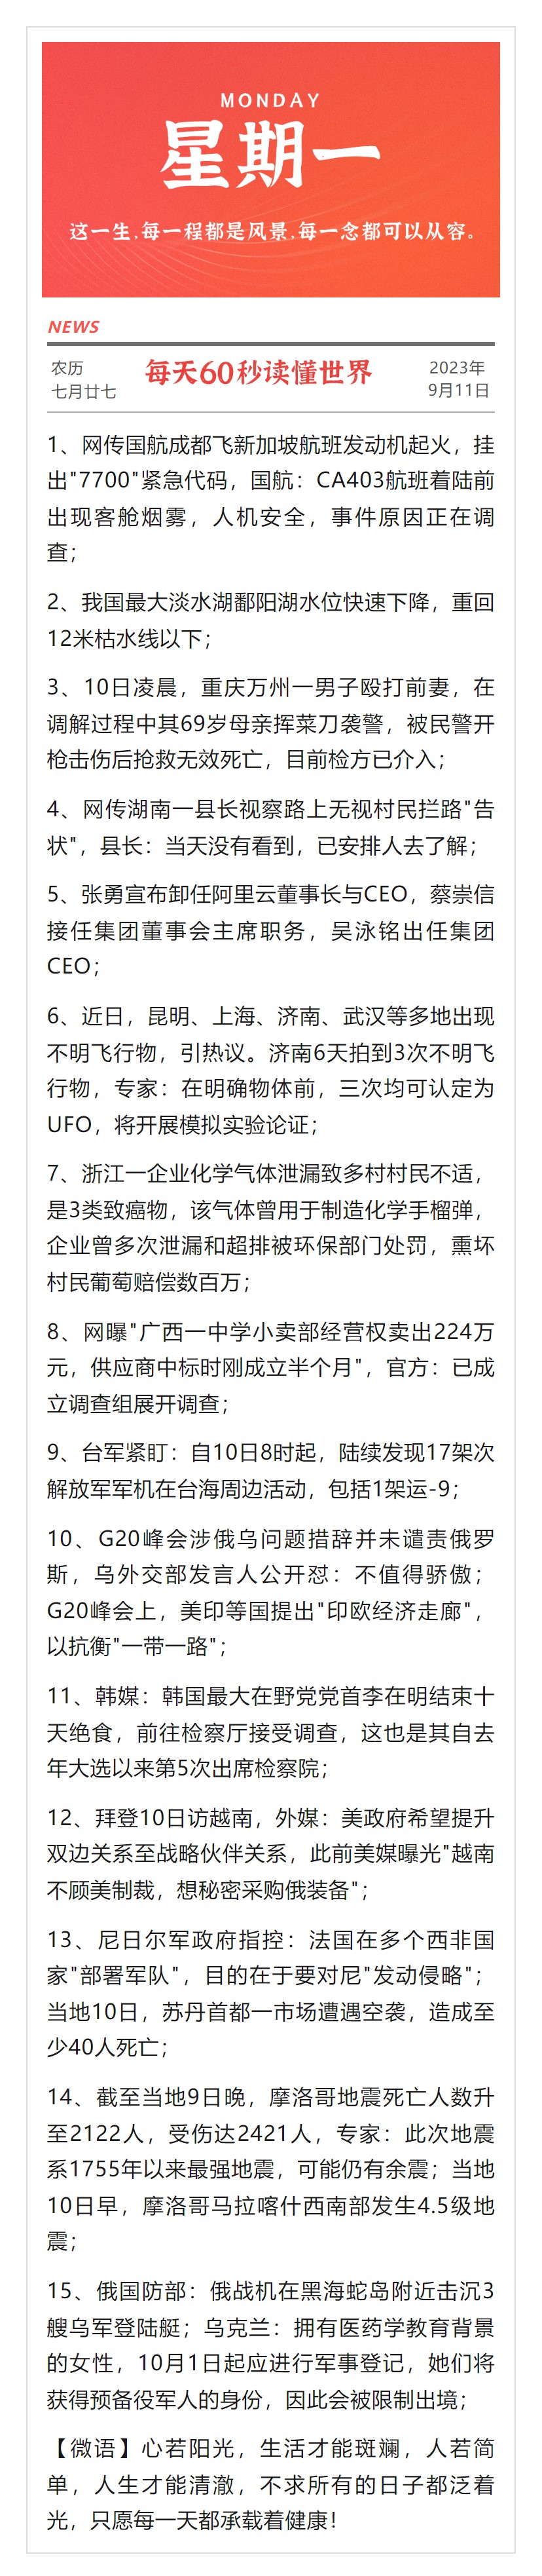 MONDAY
星期一
这一生,每一程都是风景,每一念都可以从容。
NEWS
农历
七月廿七
每天60秒读懂世界
2023年
9月11日
1、网传国航成都飞新加坡航班发动机起火，挂
出"7700"紧急代码，国航：CA403航班着陆前
出现客舱烟雾，人机安全，事件原因正在调
查；
2、我国最大淡水湖鄱阳湖水位快速下降，重回
12米枯水线以下；
3、10日凌晨，重庆万州一男子殴打前妻，在
调解过程中其69岁母亲挥菜刀袭警，被民警开
枪击伤后抢救无效死亡，目前检方已介入；
4、网传湖南一县长视察路上无视村民拦路"告
状"，县长：当天没有看到，已安排人去了解；
5、张勇宣布卸任阿里云董事长与CEO，蔡崇信
接任集团董事会主席职务，吴泳铭出任集团
CEO；
6、近日，昆明、上海、济南、武汉等多地出现
不明飞行物，引热议。济南6天拍到3次不明飞
行物，专家：在明确物体前，三次均可认定为
UFO，将开展模拟实验论证；
7、浙江一企业化学气体泄漏致多村村民不适，
是3类致癌物，该气体曾用于制造化学手榴弹，
企业曾多次泄漏和超排被环保部门处罚，熏坏
村民葡萄赔偿数百万；
8、网曝"广西一中学小卖部经营权卖出224万
元，供应商中标时刚成立半个月"，官方：已成
立调查组展开调查；
9、台军紧盯：自10日8时起，陆续发现17架次
解放军军机在台海周边活动，包括1架运-9；
10、G20峰会涉俄乌问题措辞并未谴责俄罗
斯，乌外交部发言人公开怼：不值得骄傲；
G20峰会上，美印等国提出"印欧经济走廊"，
以抗衡"一带一路"；
11、韩媒：韩国最大在野党党首李在明结束十
天绝食，前往检察厅接受调查，这也是其自去
年大选以来第5次出席检察院；
12、拜登10日访越南，外媒：美政府希望提升
双边关系至战略伙伴关系，此前美媒曝光"越南
不顾美制裁，想秘密采购俄装备"；
13、尼日尔军政府指控：法国在多个西非国
家"部署军队"，目的在于要对尼"发动侵略"；
当地10日，苏丹首都一市场遭遇空袭，造成至
少40人死亡；
14、截至当地9日晚，摩洛哥地震死亡人数升
至2122人，受伤达2421人，专家：此次地震
系1755年以来最强地震，可能仍有余震；当地
10日早，摩洛哥马拉喀什西南部发生4.5级地
震；
15、俄国防部：俄战机在黑海蛇岛附近击沉3
艘乌军登陆艇；乌克兰：拥有医药学教育背景
的女性，10月1日起应进行军事登记，她们将
获得预备役军人的身份，因此会被限制出境；
【微语】心若阳光，生活才能斑斓，人若简
单，人生才能清澈，不求所有的日子都泛着
光，只愿每一天都承载着健康！